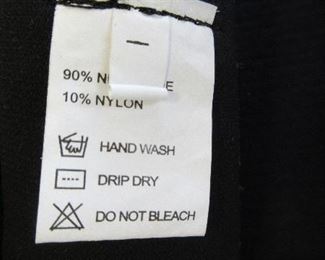 90%
10% NYLON
HAND WASH
DRIP DRY
DO NOT BLEACH